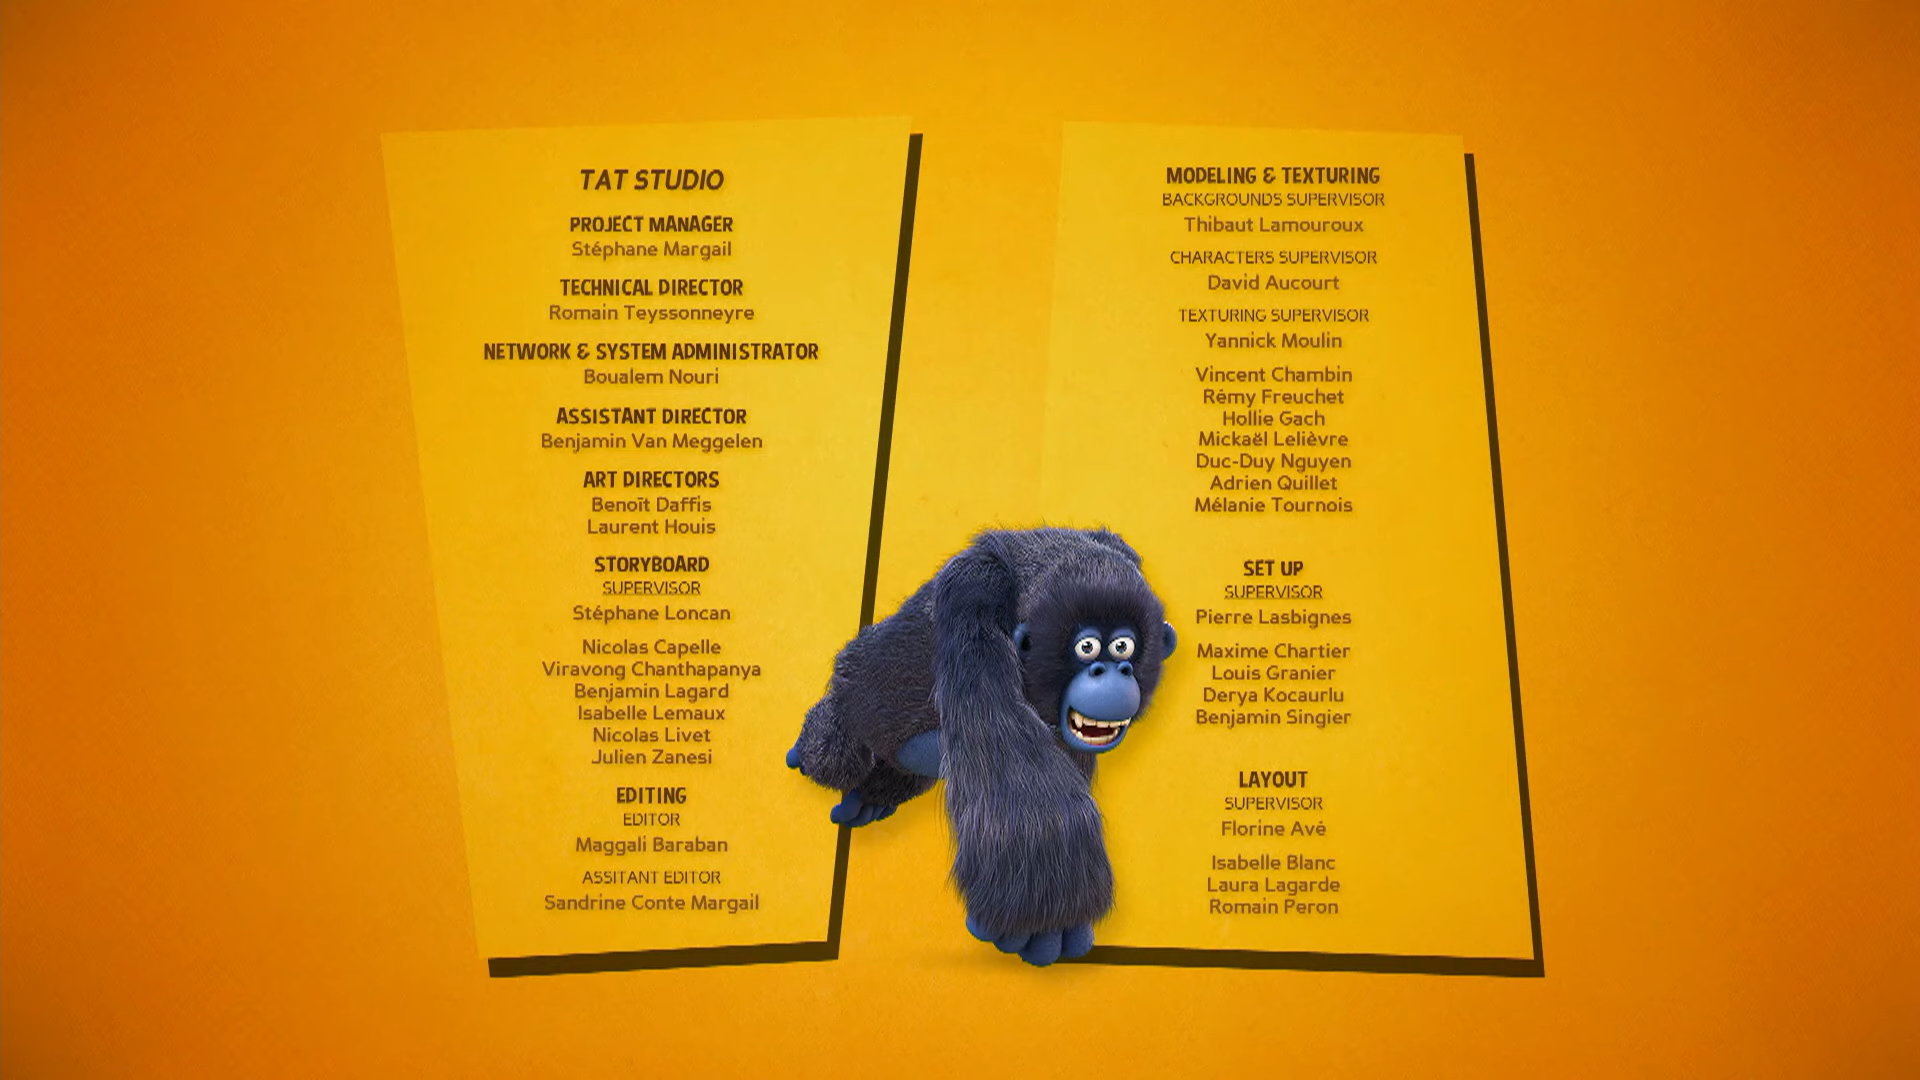 TAT STUDIO
PROJECT MANAGER
Stéphane Margail
TECHNICAL DIRECTOR
Romain Teyssonneyre
NETWORK & SYSTEM ADMINISTRATOR
Boualem Nouri
ASSISTANT DIRECTOR
Benjamin Van Meggelen
ART DIRECTORS
Benoît Daffis
Laurent Houis
STORYBOARD
SUPERVISOR
Stéphane Loncan
Nicolas Capelle
Viravong Chanthapanya
Benjamin Lagard
Isabelle Lemaux
Nicolas Livet
Julien Zanesi
EDITING
EDITOR
Maggali Baraban
ASSITANT EDITOR
Sandrine Conte Margail
MODELING & TEXTURING
BACKGROUNDS SUPERVISOR
Thibaut Lamouroux
CHARACTERS SUPERVISOR
David Aucourt
TEXTURING SUPERVISOR
Yannick Moulin
Vincent Chambin
Rémy Freuchet
Hollie Gach
Mickaël Lelièvre
Duc-Duy Nguyen
Adrien Quillet
Mélanie Tournois
SET UP
SUPERVISOR
Pierre Lasbignes
Maxime Chartier
Louis Granier
Derya Kocaurlu
Benjamin Singier
LAYOUT
SUPERVISOR
Florine Avé
Isabelle Blanc
Laura Lagarde
Romain Peron